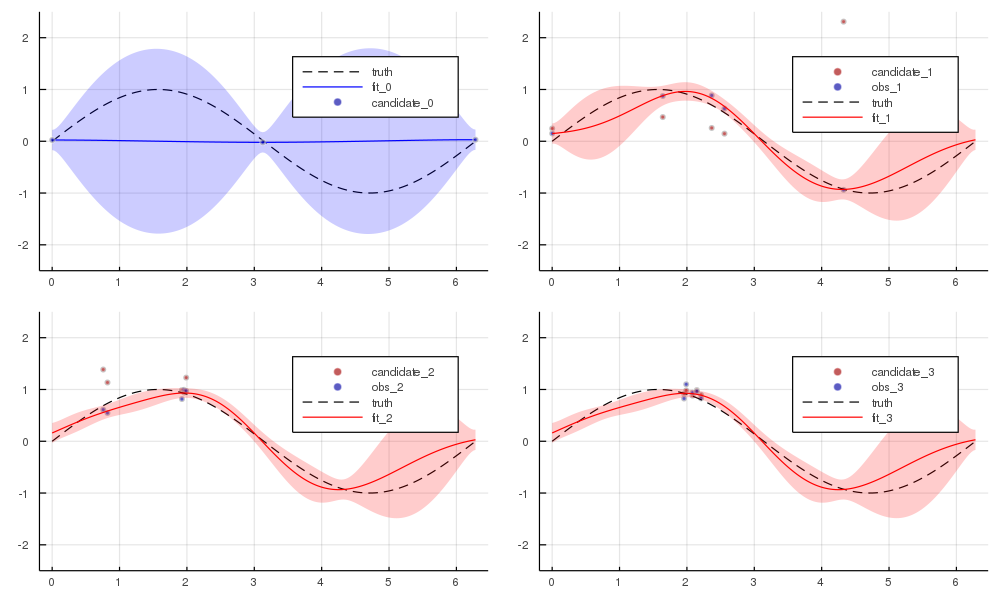 2
1
0
-1
-2
0 1 2 3 4 5 6
truth
fit_0
candidate_0
2
1
0
-1
-2
0 1 2 3 4 5 6
candidate_1
obs_1
truth
fit_1
2
1
0
-1
-2
0 1 2 3 4 5 6
candidate_2
obs_2
truth
fit_2
2
1
0
-1
-2
0 1 2 3 4 5 6
candidate_3
obs_3
truth
fit_3